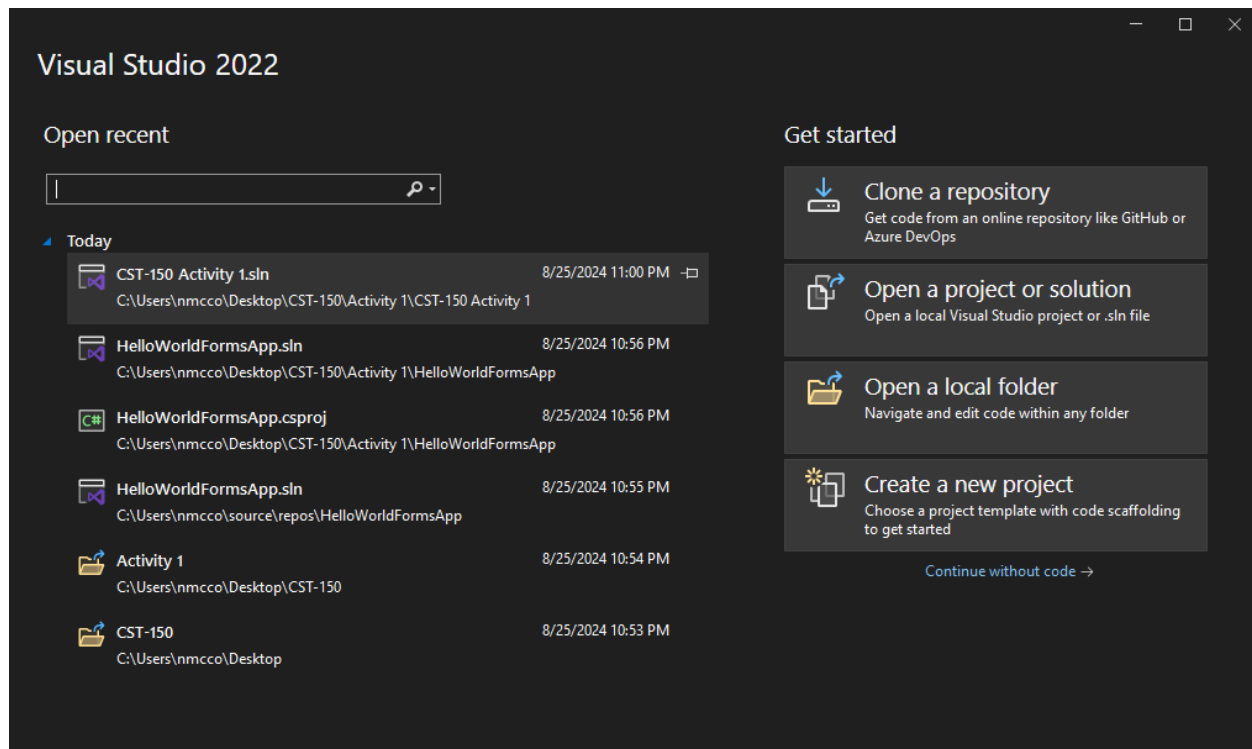 Visual Studio 2022
Open recent
Today
CST-150 Activity 1.sln 8/25/2024 11:00 PM
C:\Users\nmcco\Desktop\CST-150\Activity 1\CST-150 Activity 1
HelloWorldFormsApp.sln 8/25/2024 10:56 PM
C:\Users\nmcco\Desktop\CST-150\Activity 1\HelloWorldFormsApp
C# HelloWorldFormsApp.csproj 8/25/2024 10:56 PM
C:\Users\nmcco\Desktop\CST-150\Activity 1\HelloWorldFormsApp
HelloWorldFormsApp.sln 8/25/2024 10:55 PM
C:\Users\nmcco\source\repos\HelloWorldFormsApp
Activity 1 8/25/2024 10:54 PM
C:\Users\nmcco\Desktop\CST-150
CST-150 8/25/2024 10:53 PM
C:\Users\nmcco\Desktop
Get started
Clone a repository
Get code from an online repository like GitHub or
Azure DevOps
Open a project or solution
Open a local Visual Studio project or .sln file
Open a local folder
Navigate and edit code within any folder
Create a new project
Choose a project template with code scaffolding
to get started
Continue without code →